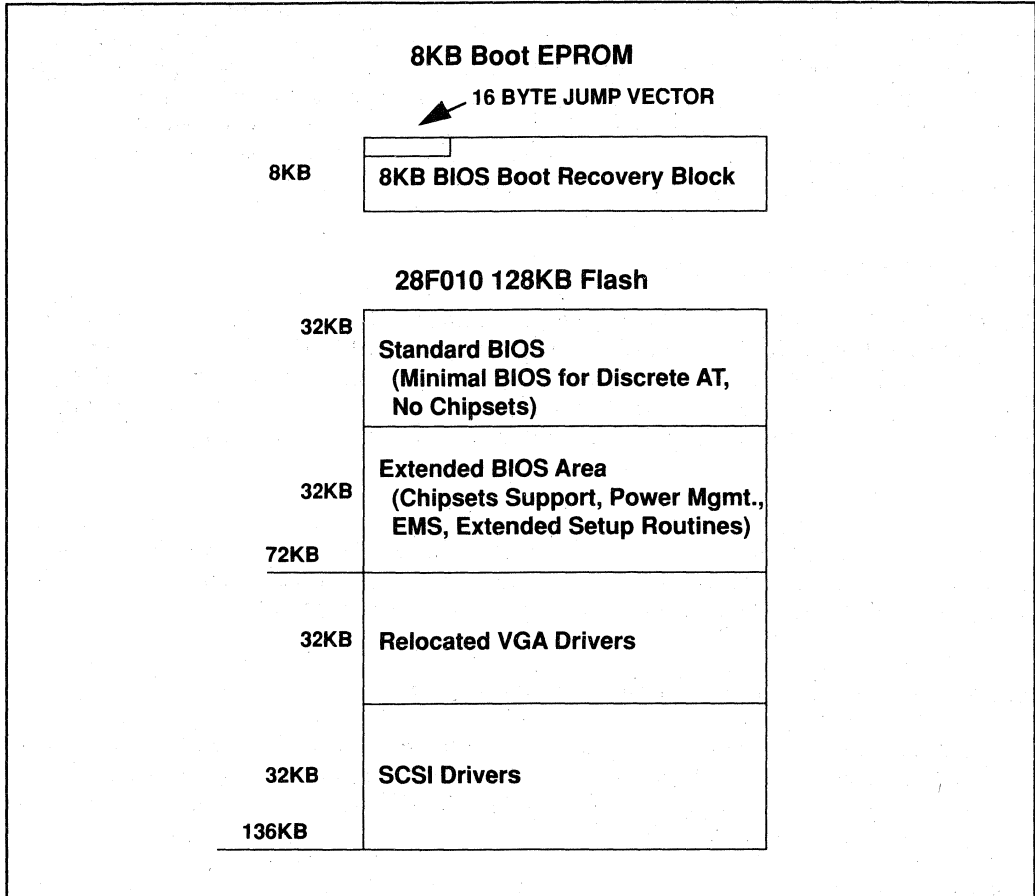 8KB Boot EPROM
16 BYTE JUMP VECTOR
8KB
8KB BIOS Boot Recovery Block
28F010 128KB Flash
32KB
Standard BIOS
(Minimal BIOS for Discrete AT,
No Chipsets)
32KB
Extended BIOS Area
(Chipsets Support, Power Mgmt.,
EMS, Extended Setup Routines)
72KB
32KB
Relocated VGA Drivers
32KB
SCSI Drivers
136KB